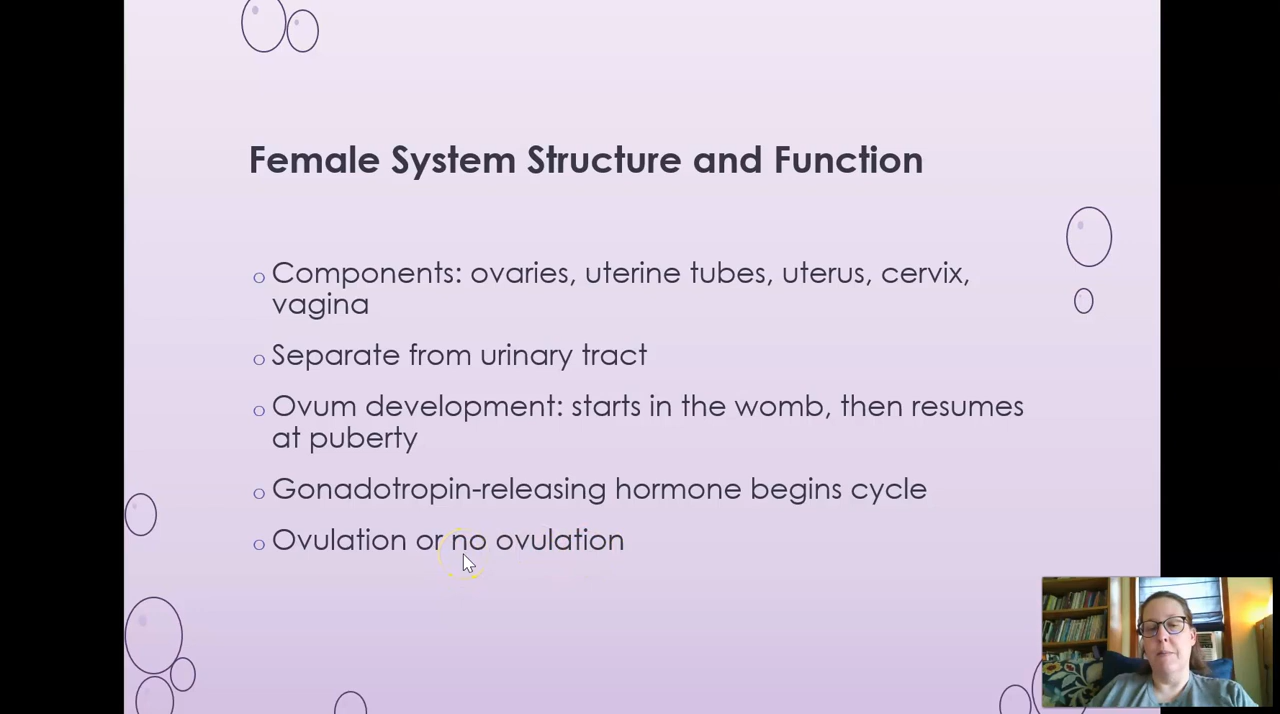 Female System Structure and Function
Components: ovaries, uterine tubes, uterus, cervix,
vagina
Separate from urinary tract
Ovum development: starts in the womb, then resumes
at puberty
Gonadotropin-releasing hormone begins cycle
Ovulation or no ovulation